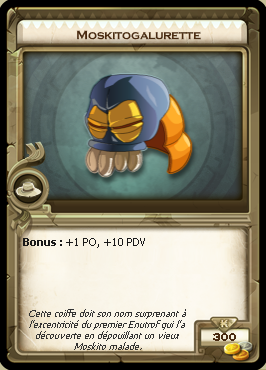 Moskitogalurette
Bonus : +1 PO, +10 PDV
Cette coiffe doit son nom surprenant à
l'excentricité du premier Enutrof qui l'a
découverte en dépouillant un vieux
Moskito malade.
300